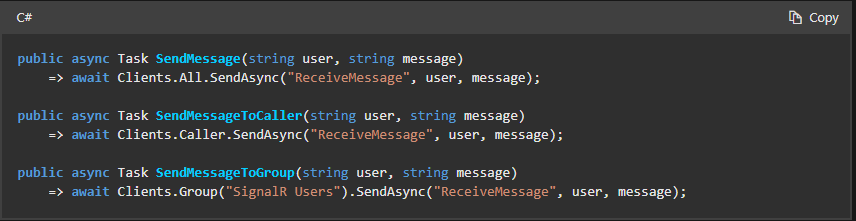 C#
Copy
public async Task SendMessage(string user, string message)
=> await Clients.All.SendAsync("ReceiveMessage", user, message);
public async Task SendMessageToCaller(string user, string message)
=> await Clients.Caller.SendAsync("ReceiveMessage", user, message);
public async Task SendMessageToGroup(string user, string message)
=> await Clients.Group("SignalR Users").SendAsync("ReceiveMessage", user, message);